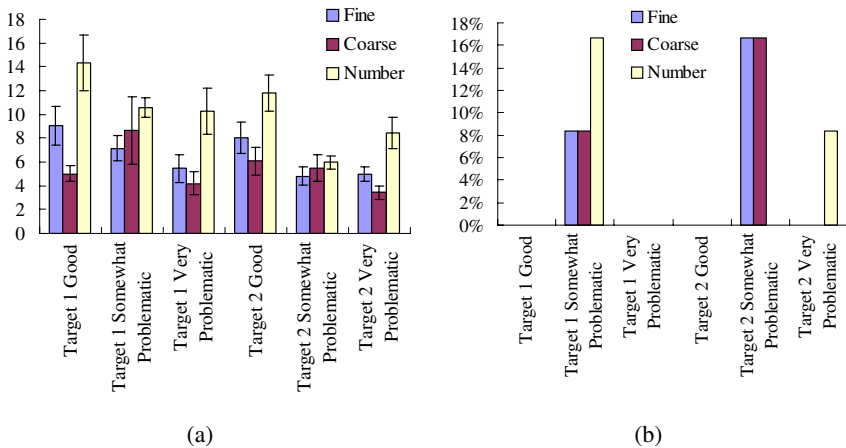 18
16
14
12
10
8
6
4
2
0
Fine
Coarse
Number
Target 1 Good
Target 1 Somewhat
Problematic
Target 1 Very
Problematic
Target 2 Good
Target 2 Somewhat
Problematic
Target 2 Very
Problematic
(a)
18%
16%
14%
12%
10%
8%
6%
4%
2%
0%
Fine
Coarse
Number
Target 1 Good
Target 1 Somewhat
Problematic
Target 1 Very
Problematic
Target 2 Good
Target 2 Somewhat
Problematic
Target 2 Very
Problematic
(b)